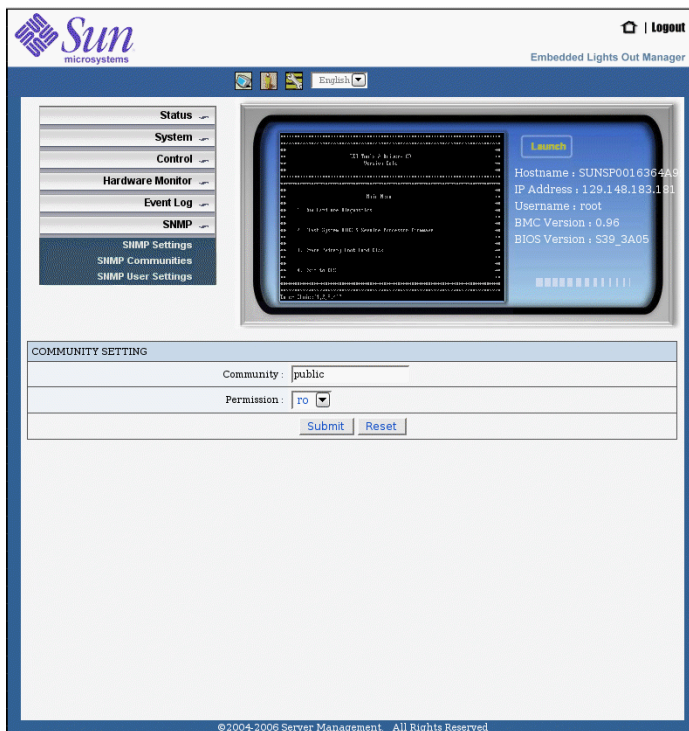 Sun
microsystems
| Logout
Embedded Lights Out Manager
English
Status
System
Control
Hardware Monitor
Event Log
SNMP
SNMP Settings
SNMP Communities
SNMP User Settings
Main Menu
Launch
Hostname : SUNSP0016364A9
IP Address : 129.148.183.181
Username : root
BMC Version : 0.96
BIOS Version : S39_3A05
COMMUNITY SETTING
Community : public
Permission : ro
Submit Reset
©2004-2006 Server Management. All Rights Reserved